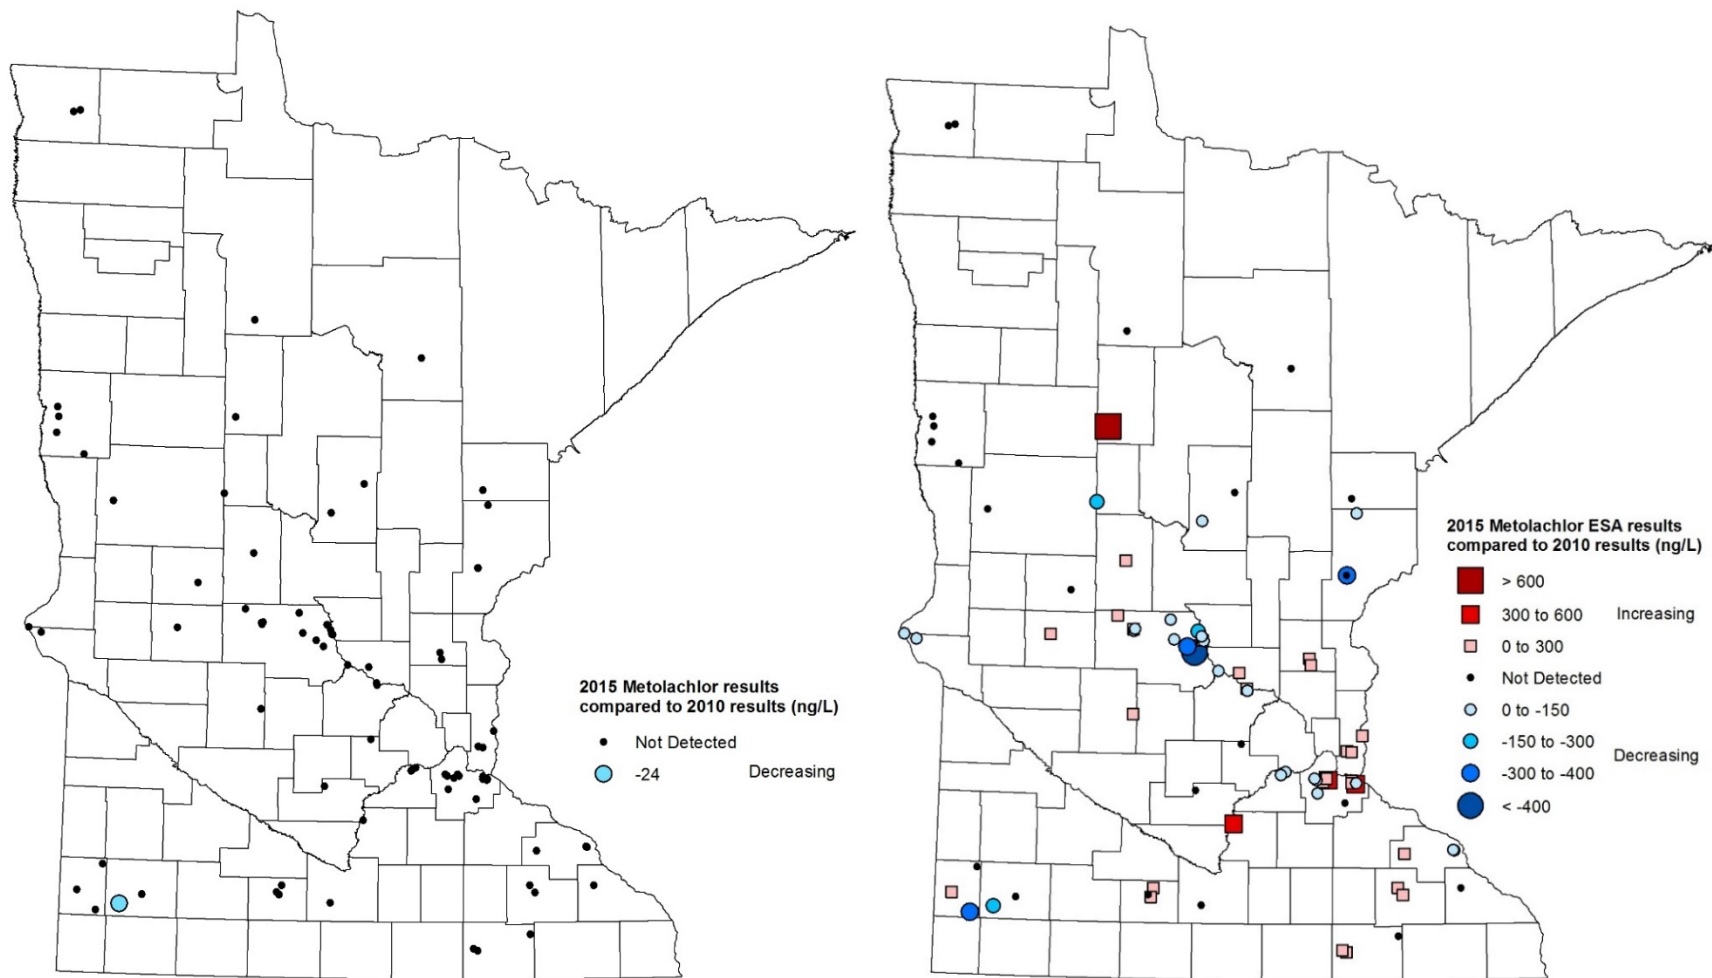 2015 Metolachlor results
compared to 2010 results (ng/L)
Not Detected
-24 Decreasing
2015 Metolachlor ESA results
compared to 2010 results (ng/L)
> 600
300 to 600 Increasing
0 to 300
Not Detected
0 to -150
-150 to -300
Decreasing
-300 to -400
< -400